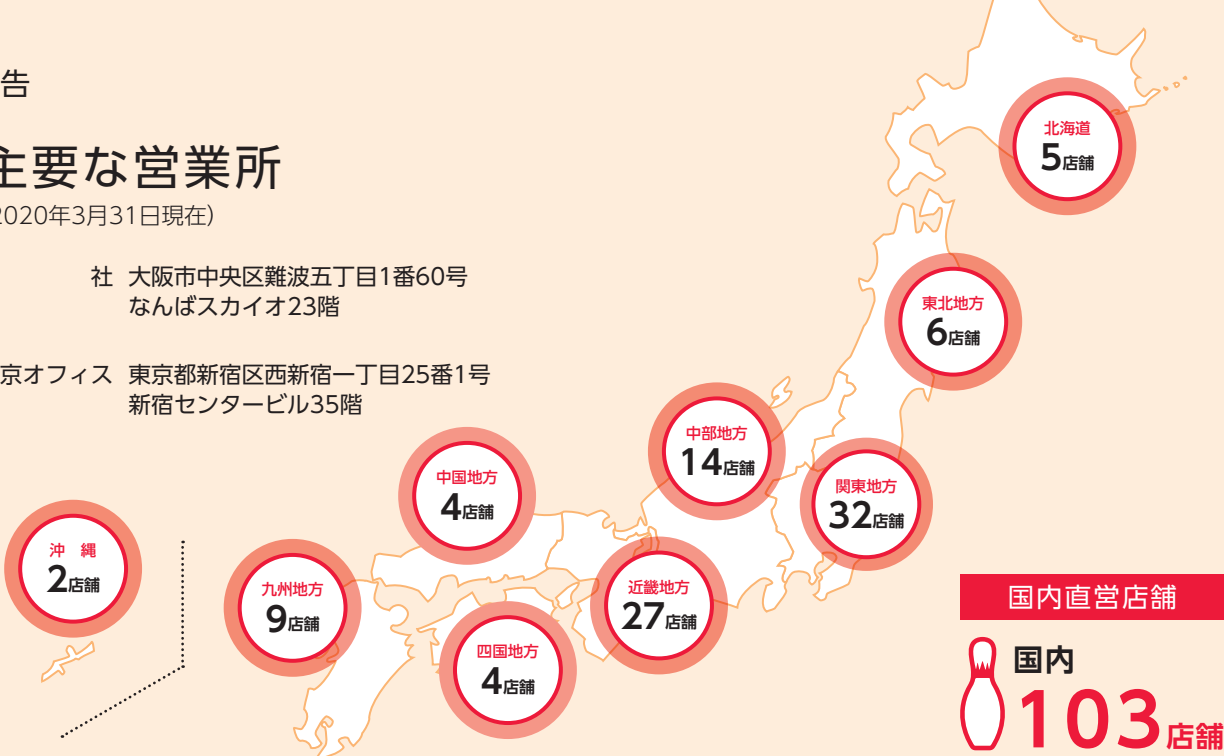 告
主要な営業所
2020年3月31日現在）
社 大阪市中央区難波五丁目1番60号
なんばスカイオ23階
京オフィス 東京都新宿区西新宿一丁目25番1号
新宿センタービル35階
北海道
5店舗
東北地方
6店舗
中部地方
14店舗
関東地方
32店舗
中国地方
4店舗
近畿地方
27店舗
四国地方
4店舗
九州地方
9店舗
沖　縄
2店舗
国内直営店舗
国内
103店舗